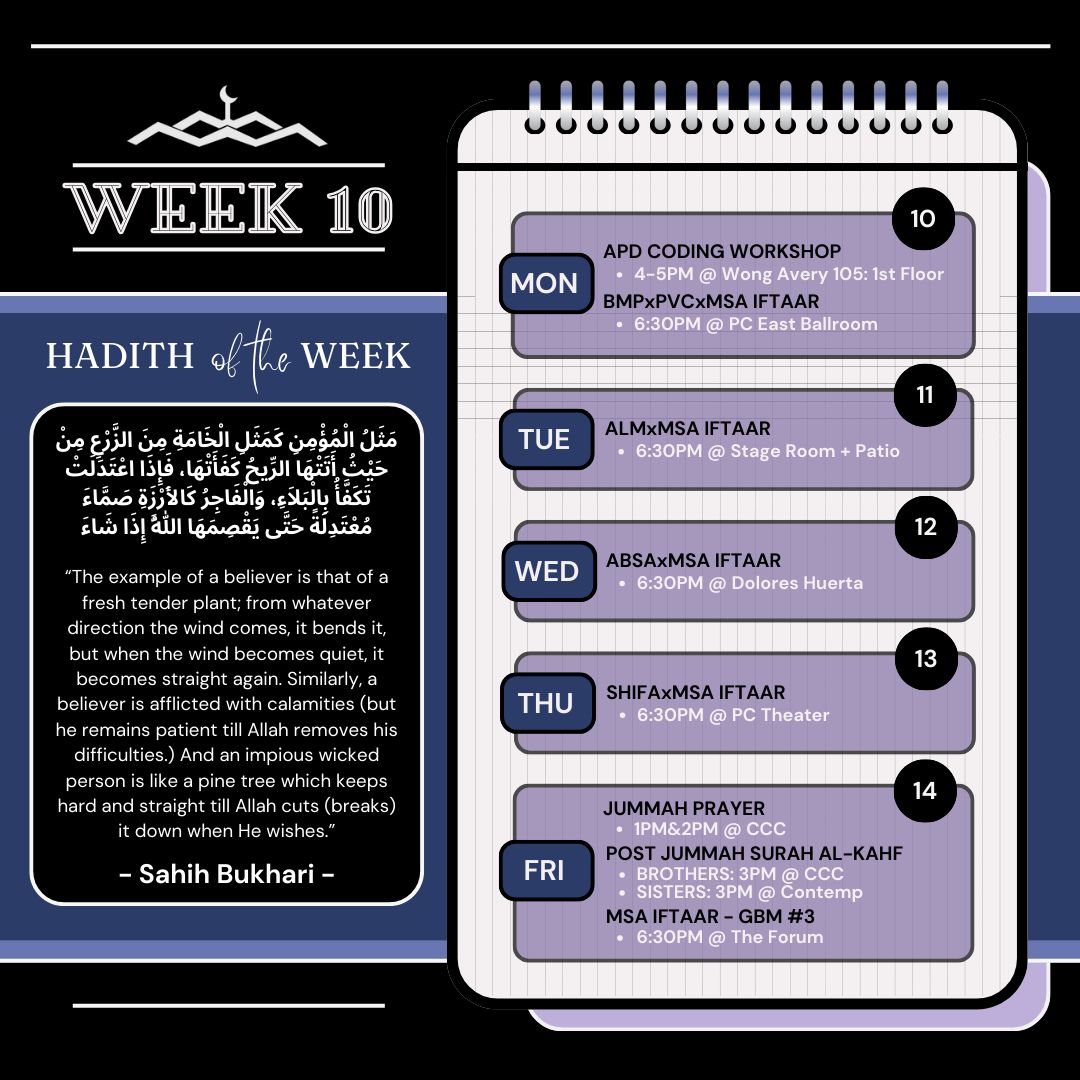 WEEK 10
HADITH of the WEEK
مَثَلُ الْمُؤْمِنِ كَمَثَلِ الْخَامَةِ مِنَ الزَّرْعِ مِنْ
حَيْثُ أَتَتْهَا الرِّيحُ كَفَأَتْهَا، فَإِذَا اعْتَدَلَتْ
تَكَفَّأُ بِالْبَلاَءِ، وَالْفَاجِرُ كَالأَرْزَةِ صَمَّاءَ
مُعْتَدِلَةً حَتَّى يَقْصِمَهَا اللَّهُ إِذَا شَاءَ
“The example of a believer is that of a
fresh tender plant; from whatever
direction the wind comes, it bends it,
but when the wind becomes quiet, it
becomes straight again. Similarly, a
believer is afflicted with calamities (but
he remains patient till Allah removes his
difficulties.) And an impious wicked
person is like a pine tree which keeps
hard and straight till Allah cuts (breaks)
it down when He wishes.”
- Sahih Bukhari -
10
MON
APD CODING WORKSHOP
• 4-5PM @ Wong Avery 105: 1st Floor
BMPxPVCxMSA IFTAAR
• 6:30PM @ PC East Ballroom
11
TUE
ALMxMSA IFTAAR
• 6:30PM @ Stage Room + Patio
12
WED
ABSAxMSA IFTAAR
• 6:30PM @ Dolores Huerta
13
THU
SHIFAxMSA IFTAAR
• 6:30PM @ PC Theater
14
FRI
JUMMAH PRAYER
• 1PM&2PM @ CCC
POST JUMMAH SURAH AL-KAHF
• BROTHERS: 3PM @ CCC
• SISTERS: 3PM @ Contemp
MSA IFTAAR - GBM #3
• 6:30PM @ The Forum